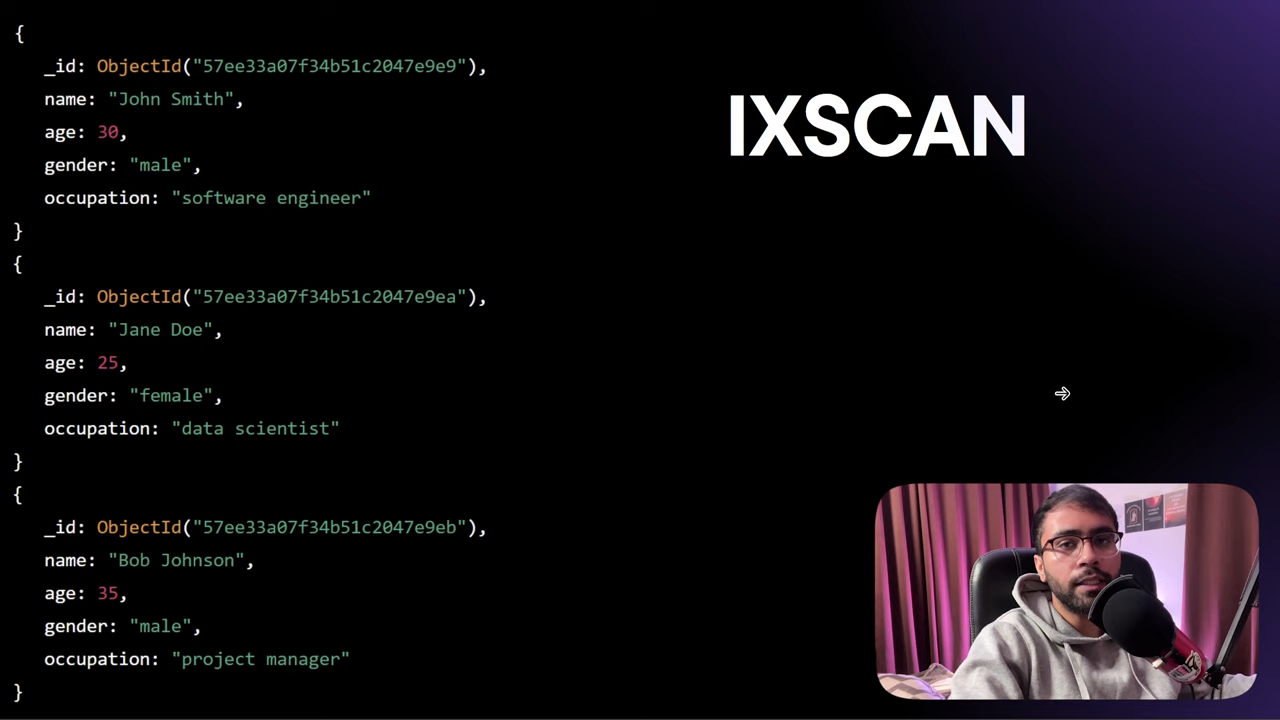 {
_id: ObjectId("57ee33a07f34b51c2047e9e9"),
name: "John Smith",
age: 30,
gender: "male",
occupation: "software engineer"
}
{
_id: ObjectId("57ee33a07f34b51c2047e9ea"),
name: "Jane Doe",
age: 25,
gender: "female",
occupation: "data scientist"
}
{
_id: ObjectId("57ee33a07f34b51c2047e9eb"),
name: "Bob Johnson",
age: 35,
gender: "male",
occupation: "project manager"
}
IXSCAN